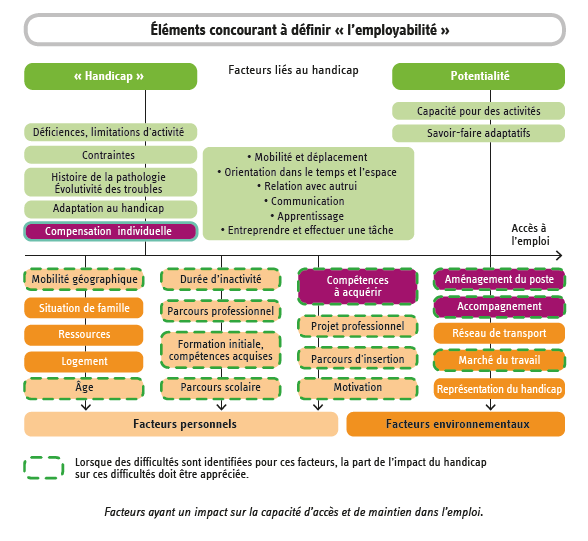 Éléments concourant à définir « l'employabilité »
« Handicap »
Facteurs liés au handicap
Potentialité
Capacité pour des activités
Savoir-faire adaptatifs
Déficiences, limitations d'activité
Contraintes
Histoire de la pathologie
Évolutivité des troubles
Adaptation au handicap
Compensation individuelle
• Mobilité et déplacement
• Orientation dans le temps et l'espace
• Relation avec autrui
• Communication
• Apprentissage
• Entreprendre et effectuer une tâche
Accès à
l'emploi
Mobilité géographique
Situation de famille
Ressources
Logement
Âge
Durée d'inactivité
Parcours professionnel
Formation initiale,
compétences acquises
Parcours scolaire
Compétences
à acquérir
Projet professionnel
Parcours d'insertion
Motivation
Aménagement du poste
Accompagnement
Réseau de transport
Marché du travail
Représentation du handicap
Facteurs personnels
Facteurs environnementaux
Lorsque des difficultés sont identifiées pour ces facteurs, la part de l'impact du handicap
sur ces difficultés doit être appréciée.
Facteurs ayant un impact sur la capacité d'accès et de maintien dans l'emploi.